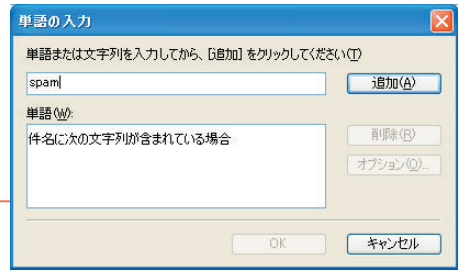 単語の入力
単語または文字列を入力してから、[追加] をクリックしてください(T)
spam
追加(A)
単語(W):
件名に次の文字列が含まれている場合
削除(R)
オプション(O)...
OK
キャンセル